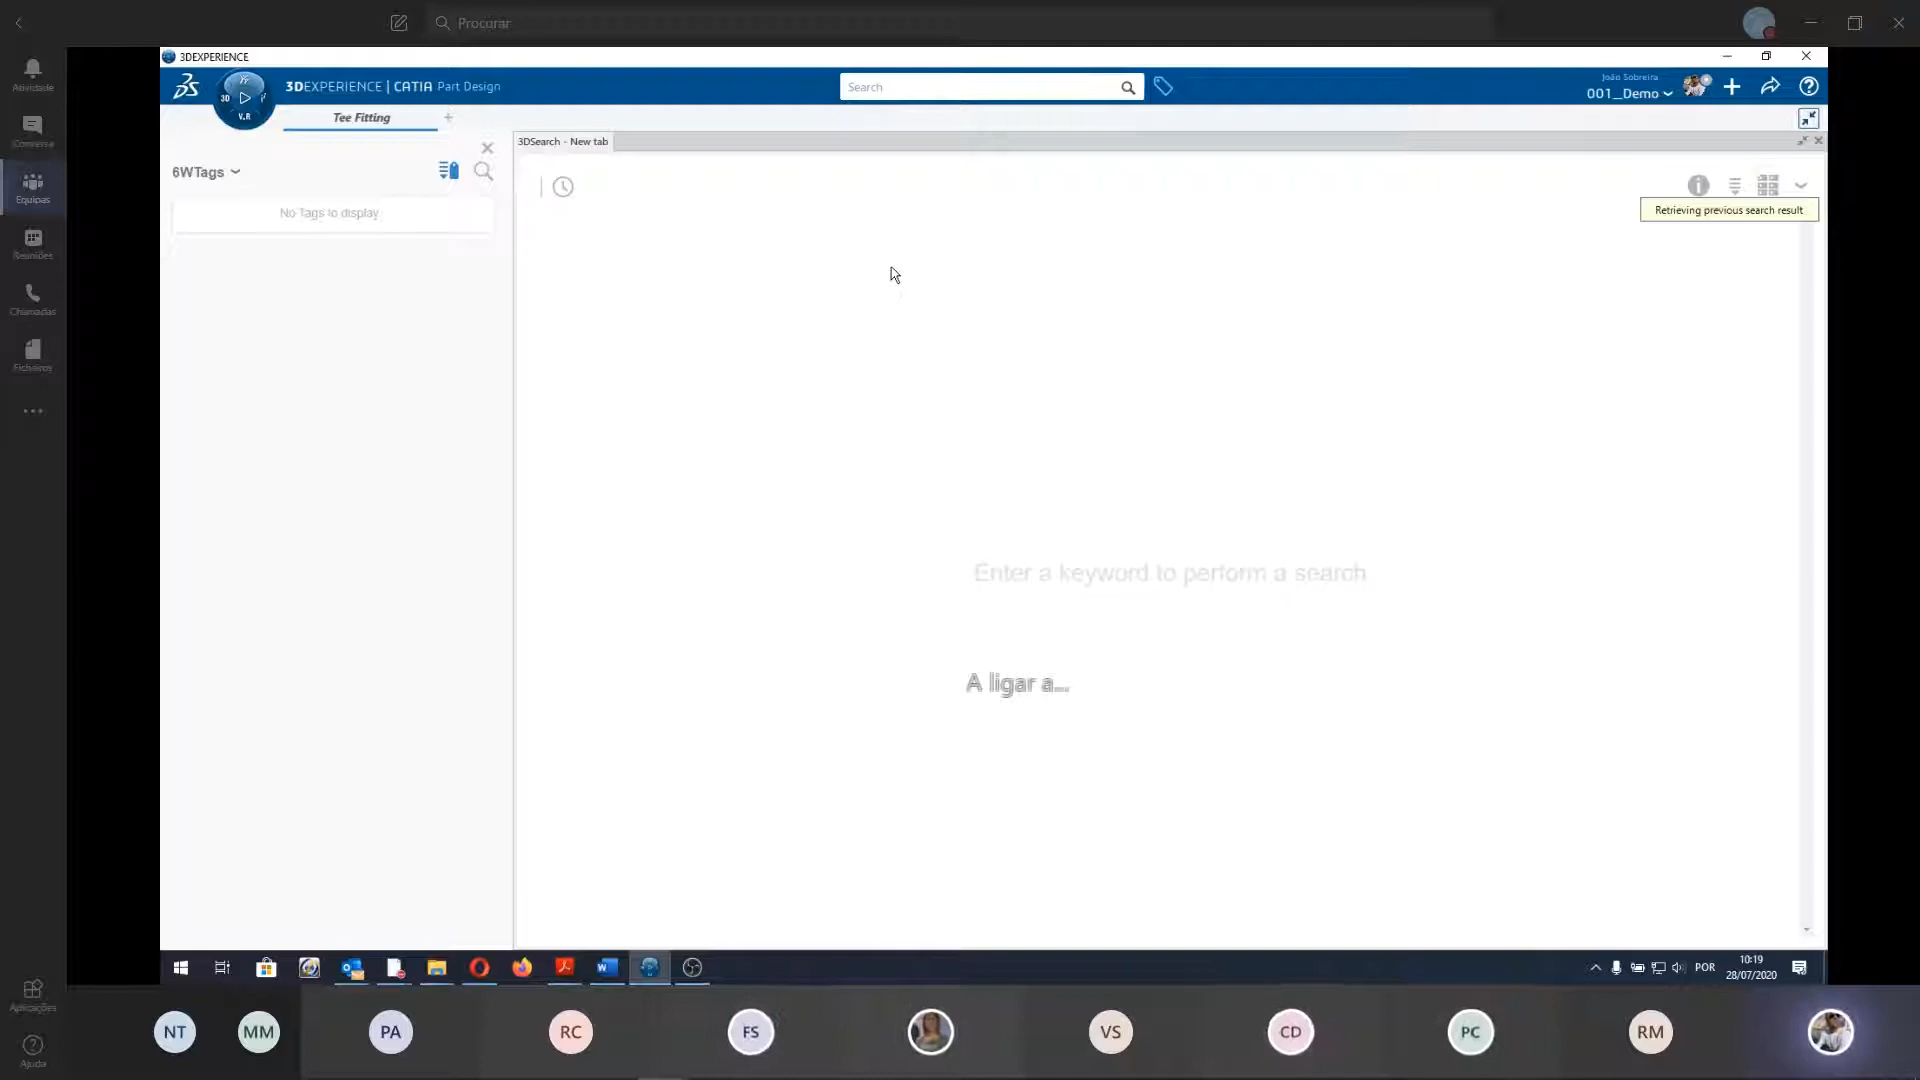 Procurar
Atividade
Conversa
Equipas
Reuniões
Chamadas
Ficheiros
Aplicações
Ajuda
3DEXPERIENCE
3DEXPERIENCE | CATIA Part Design
3D
V.R
Search
João Sobreira
001_Demo
Tee Fitting
6WTags
No Tags to display
3DSearch - New tab
Retrieving previous search result
Enter a keyword to perform a search
A ligar a...
POR
10:19
28/07/2020
NT
MM
PA
RC
FS
VS
CD
PC
RM